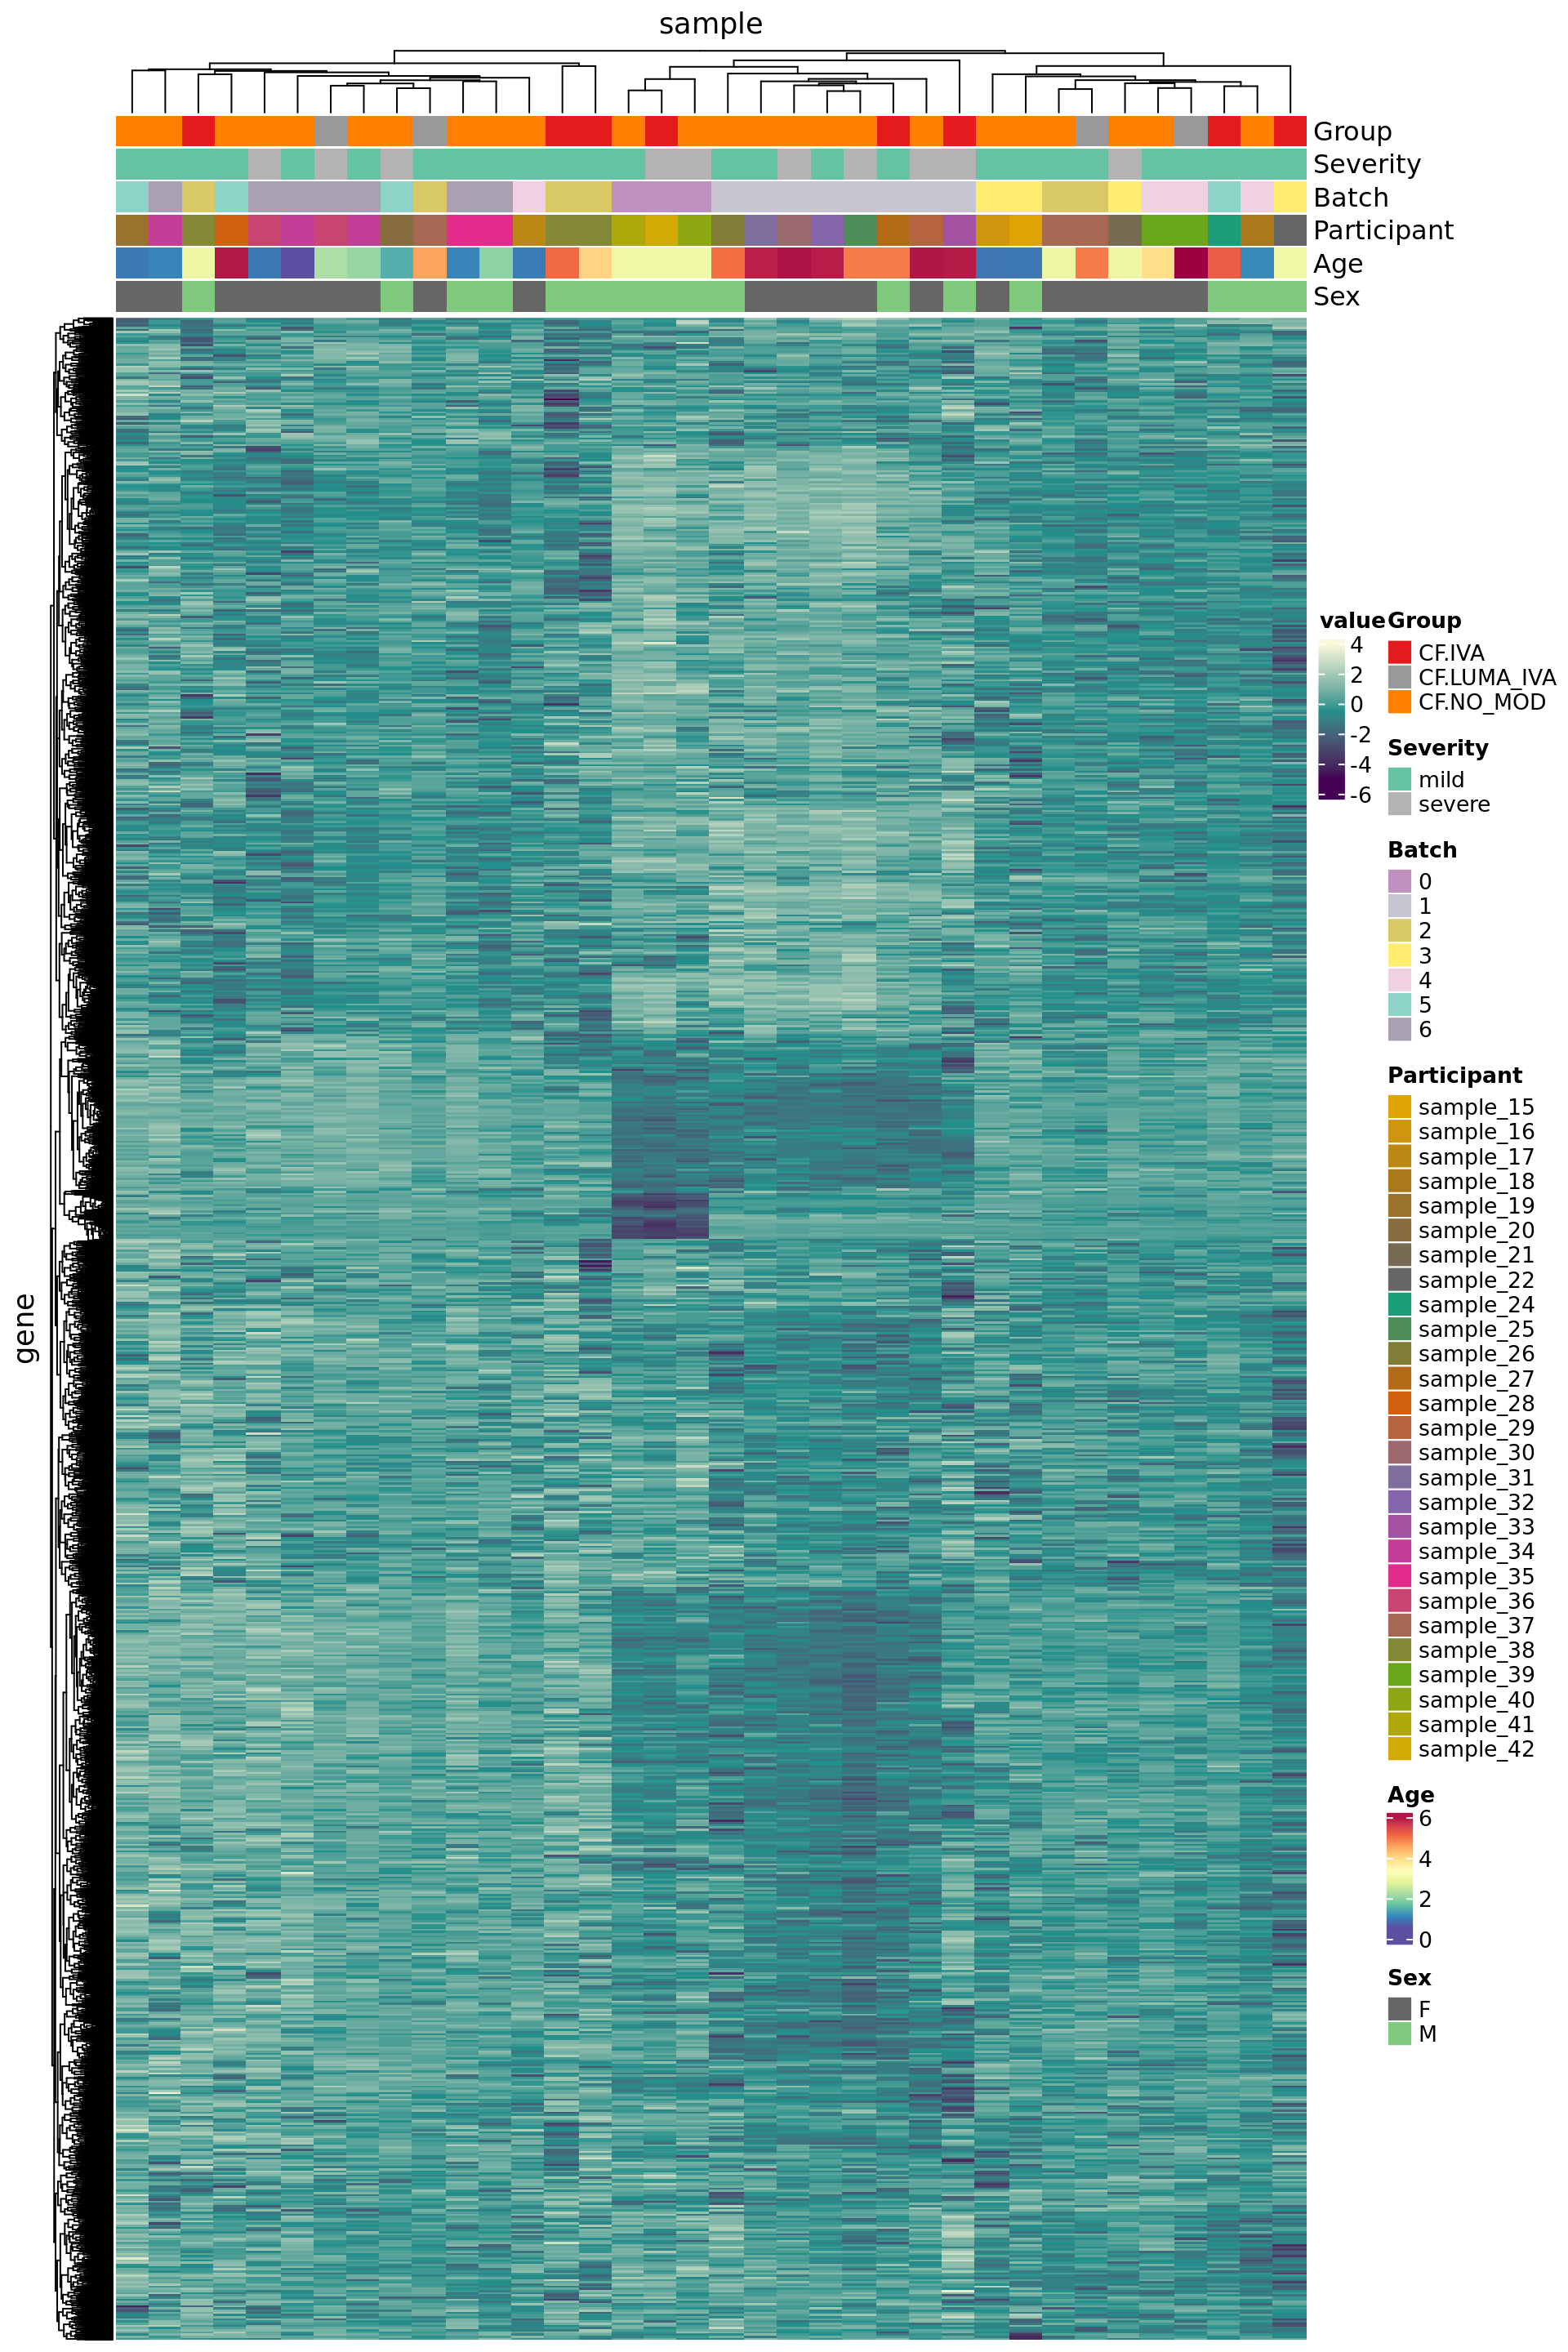 sample
Group
Severity
Batch
Participant
Age
Sex
gene
value
4
2
0
-2
-4
-6
Group
CF.IVA
CF.LUMA_IVA
CF.NO_MOD
Severity
mild
severe
Batch
0
1
2
3
4
5
6
Participant
sample_15
sample_16
sample_17
sample_18
sample_19
sample_20
sample_21
sample_22
sample_24
sample_25
sample_26
sample_27
sample_28
sample_29
sample_30
sample_31
sample_32
sample_33
sample_34
sample_35
sample_36
sample_37
sample_38
sample_39
sample_40
sample_41
sample_42
Age
6
4
2
0
Sex
F
M